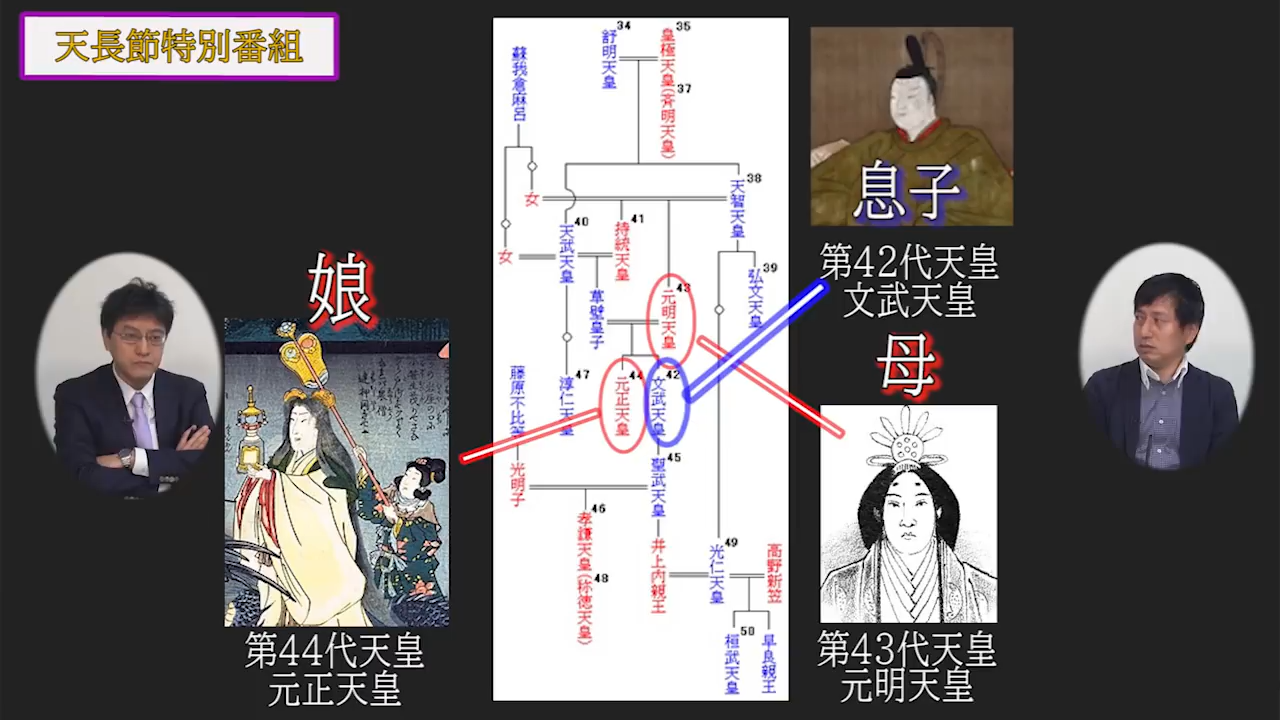 天長節特別番組
34
舒明天皇
35
皇極天皇(斉明天皇)
37
蘇我倉麻呂
女
38
天智天皇
40
天武天皇
41
持統天皇
女
39
弘文天皇
草壁皇子
43
元明天皇
藤原不比等
47
淳仁天皇
44
元正天皇
42
文武天皇
光明子
45
聖武天皇
46
孝謙天皇(称徳天皇)
48
井上内親王
49
光仁天皇
高野新笠
50
桓武天皇
早良親王
娘
第44代天皇
元正天皇
息子
第42代天皇
文武天皇
母
第43代天皇
元明天皇